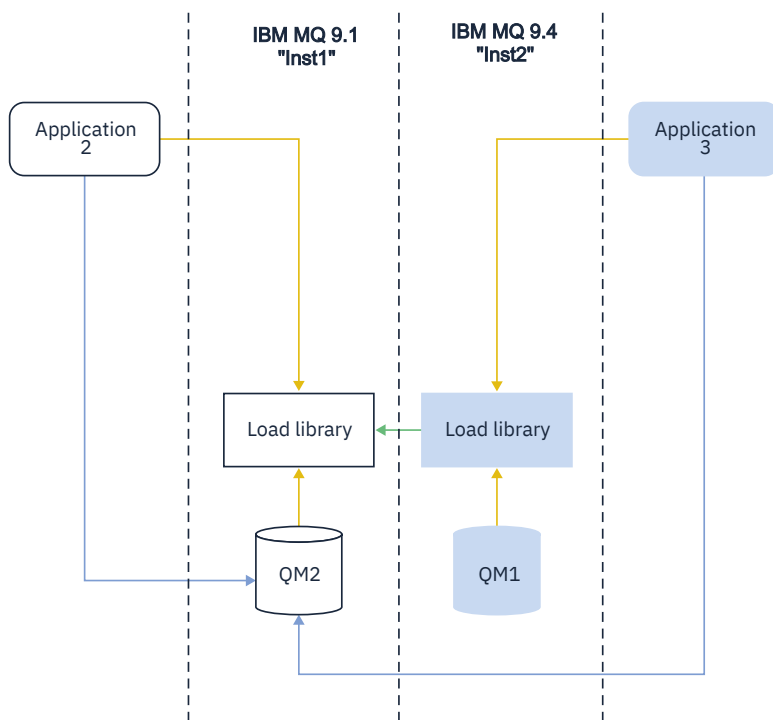 IBM MQ 9.1
"Inst1"
IBM MQ 9.4
"Inst2"
Application
2
Application
3
Load library
Load library
QM2
QM1